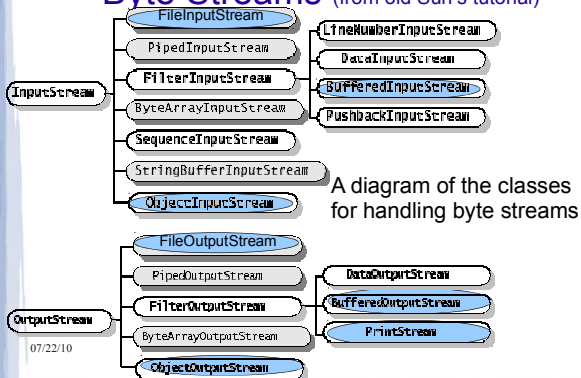 Byte Streams (from old Sun's tutorial)
FileInputStream
PipedInputStream
FilterInputStream
InputStream
ByteArrayInputStream
SequenceInputStream
StringBufferInputStream
ObjectInputStream
LineNumberInputStream
DataInputStream
BufferedInputStream
PushbackInputStream
A diagram of the classes
for handling byte streams
FileOutputStream
PipedOutputStream
FilterOutputStream
OutputStream
ByteArrayOutputStream
ObjectOutputStream
DataOutputStream
BufferedOutputStream
PrintStream
07/22/10